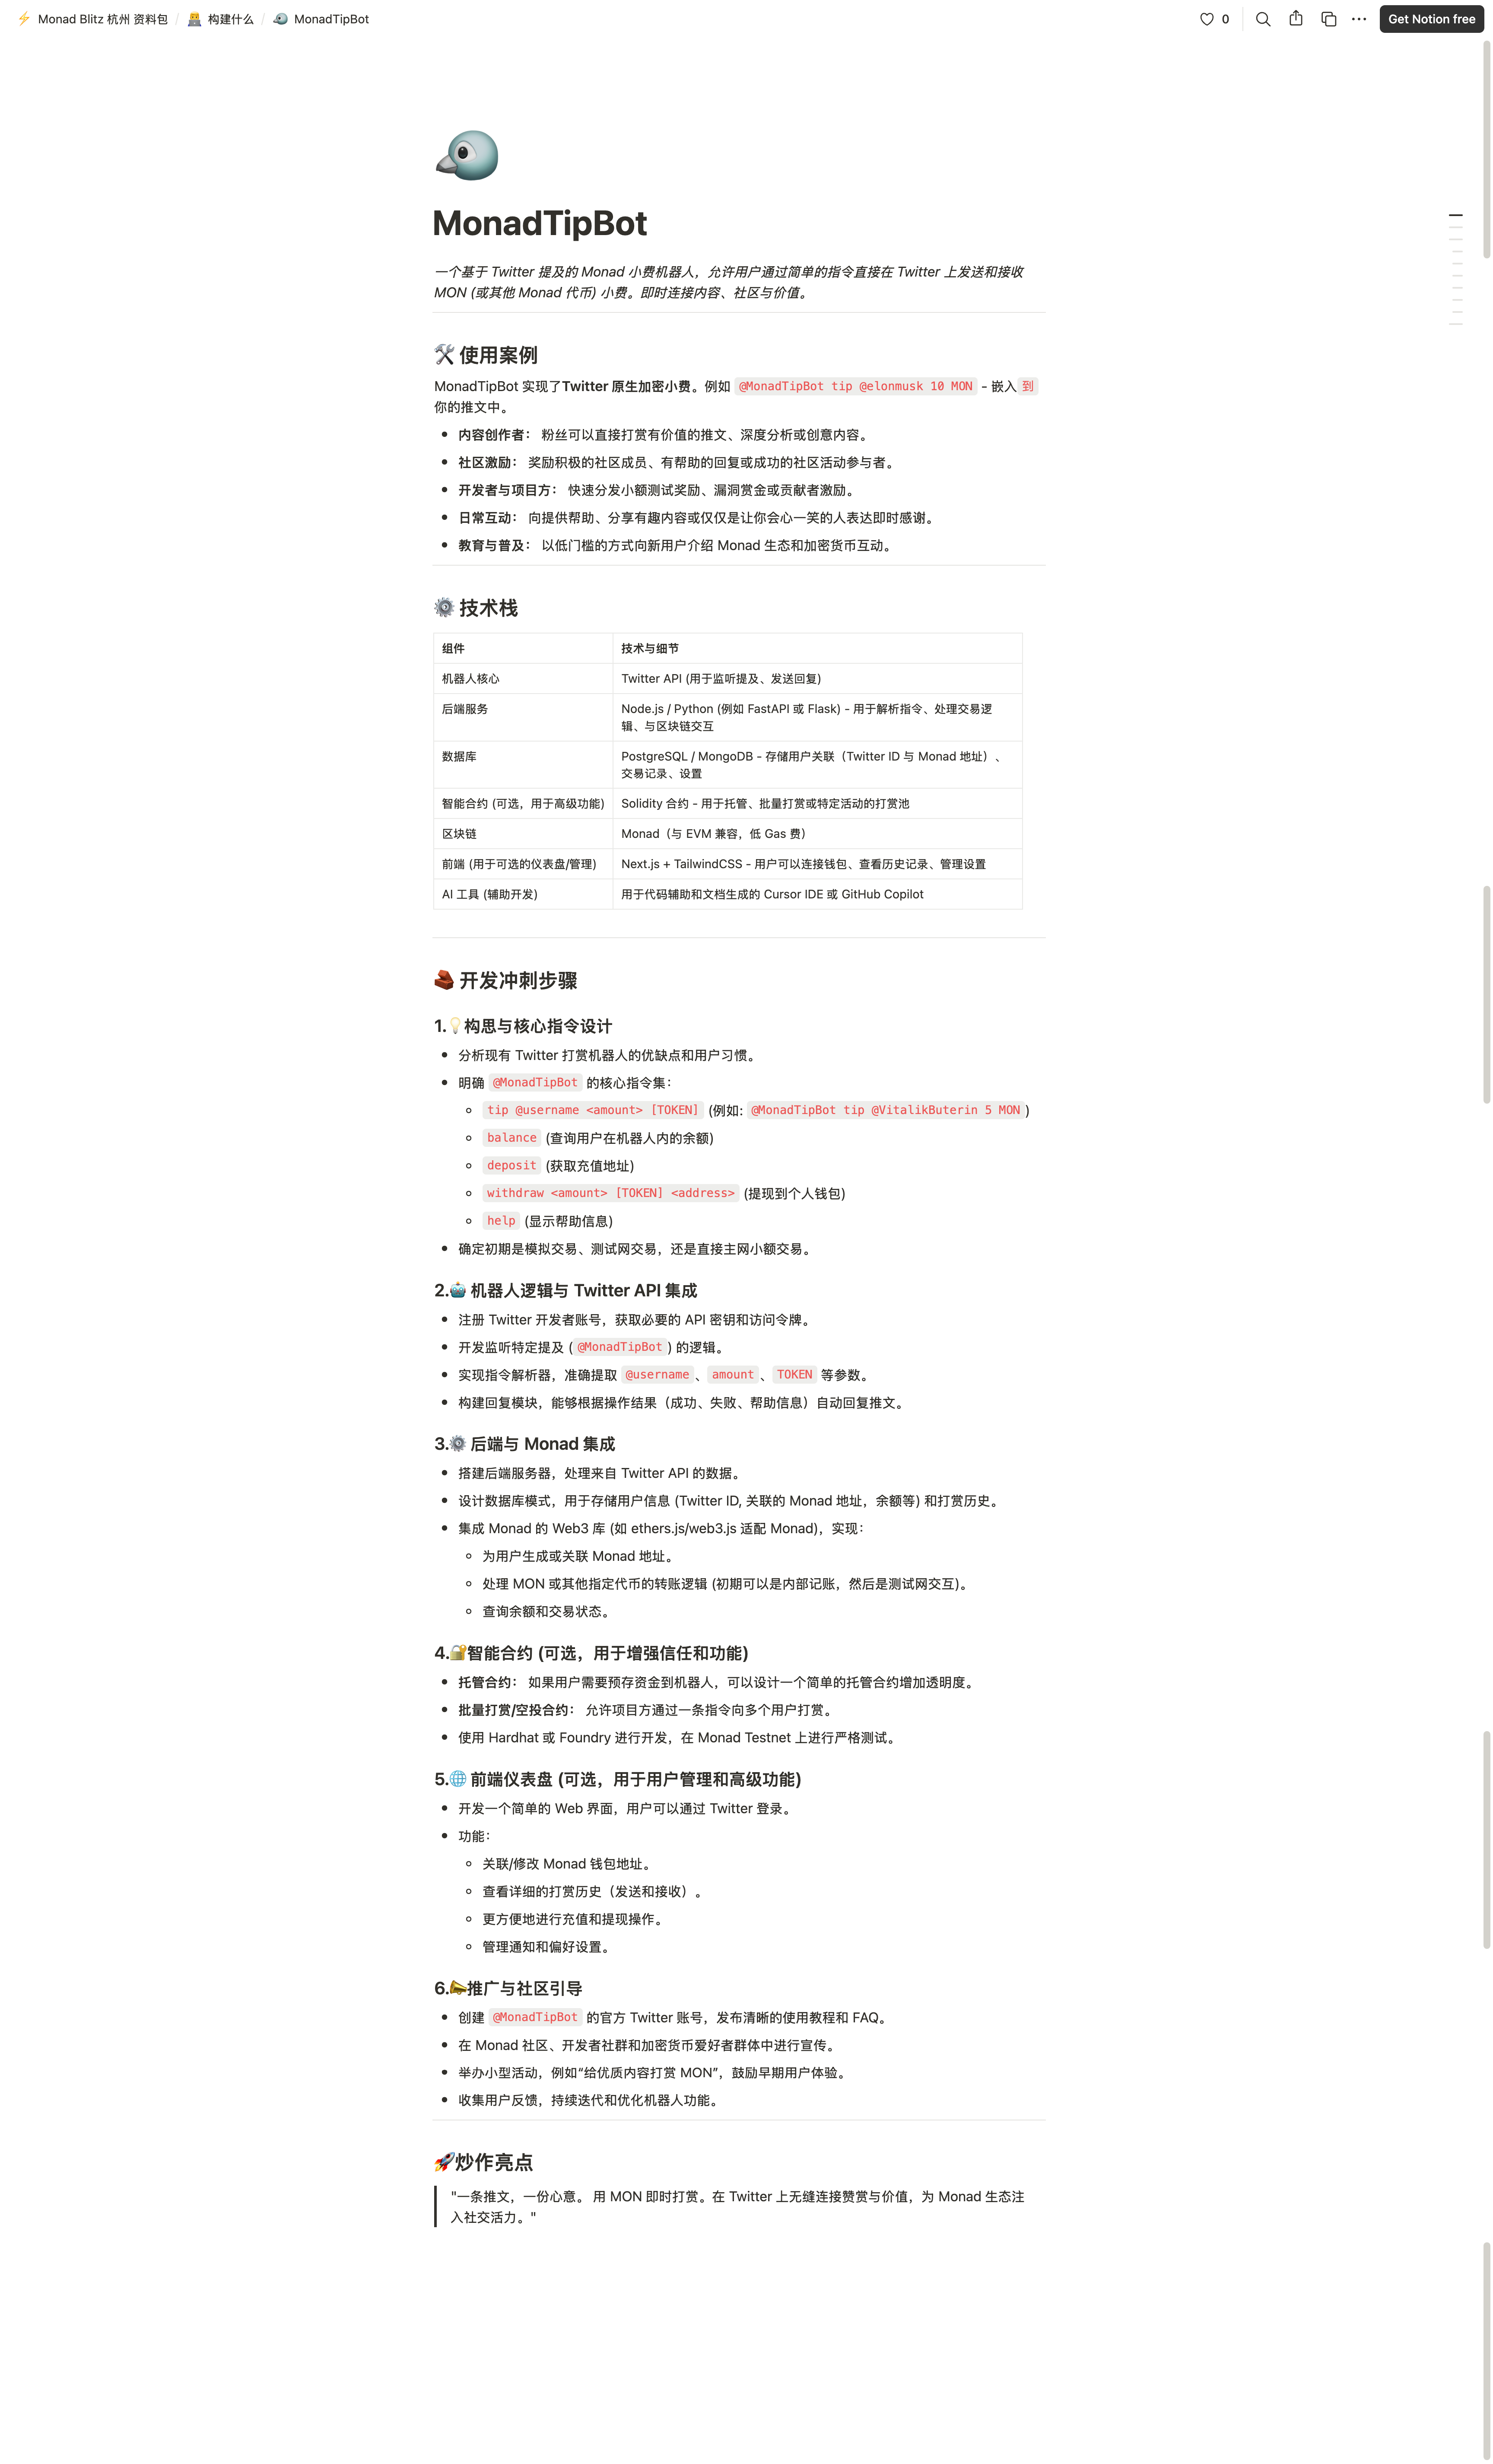 Monad Blitz 杭州 资料包 / 构建什么 / MonadTipBot
0
Get Notion free
MonadTipBot
一个基于 Twitter 提及的 Monad 小费机器人，允许用户通过简单的指令直接在 Twitter 上发送和接收
MON (或其他 Monad 代币) 小费。即时连接内容、社区与价值。
使用案例
MonadTipBot 实现了Twitter 原生加密小费。例如 @MonadTipBot tip @elonmusk 10 MON - 嵌入 到
你的推文中。
内容创作者： 粉丝可以直接打赏有价值的推文、深度分析或创意内容。
社区激励： 奖励积极的社区成员、有帮助的回复或成功的社区活动参与者。
开发者与项目方： 快速分发小额测试奖励、漏洞赏金或贡献者激励。
日常互动： 向提供帮助、分享有趣内容或仅仅是让你会心一笑的人表达即时感谢。
教育与普及： 以低门槛的方式向新用户介绍 Monad 生态和加密货币互动。
技术栈
组件 技术与细节
机器人核心 Twitter API (用于监听提及、发送回复)
后端服务 Node.js / Python (例如 FastAPI 或 Flask) - 用于解析指令、处理交易逻
辑、与区块链交互
数据库 PostgreSQL / MongoDB - 存储用户关联（Twitter ID 与 Monad 地址）、
交易记录、设置
智能合约 (可选，用于高级功能) Solidity 合约 - 用于托管、批量打赏或特定活动的打赏池
区块链 Monad（与 EVM 兼容，低 Gas 费）
前端 (用于可选的仪表盘/管理) Next.js + TailwindCSS - 用户可以连接钱包、查看历史记录、管理设置
AI 工具 (辅助开发) 用于代码辅助和文档生成的 Cursor IDE 或 GitHub Copilot
开发冲刺步骤
1.构思与核心指令设计
分析现有 Twitter 打赏机器人的优缺点和用户习惯。
明确 @MonadTipBot 的核心指令集：
tip @username <amount> [TOKEN] (例如: @MonadTipBot tip @VitalikButerin 5 MON )
balance (查询用户在机器人内的余额)
deposit (获取充值地址)
withdraw <amount> [TOKEN] <address> (提现到个人钱包)
help (显示帮助信息)
确定初期是模拟交易、测试网交易，还是直接主网小额交易。
2. 机器人逻辑与 Twitter API 集成
注册 Twitter 开发者账号，获取必要的 API 密钥和访问令牌。
开发监听特定提及 ( @MonadTipBot ) 的逻辑。
实现指令解析器，准确提取 @username 、 amount 、 TOKEN 等参数。
构建回复模块，能够根据操作结果（成功、失败、帮助信息）自动回复推文。
3. 后端与 Monad 集成
搭建后端服务器，处理来自 Twitter API 的数据。
设计数据库模式，用于存储用户信息 (Twitter ID, 关联的 Monad 地址，余额等) 和打赏历史。
集成 Monad 的 Web3 库 (如 ethers.js/web3.js 适配 Monad)，实现：
为用户生成或关联 Monad 地址。
处理 MON 或其他指定代币的转账逻辑 (初期可以是内部记账，然后是测试网交互)。
查询余额和交易状态。
4.智能合约 (可选，用于增强信任和功能)
托管合约： 如果用户需要预存资金到机器人，可以设计一个简单的托管合约增加透明度。
批量打赏/空投合约： 允许项目方通过一条指令向多个用户打赏。
使用 Hardhat 或 Foundry 进行开发，在 Monad Testnet 上进行严格测试。
5. 前端仪表盘 (可选，用于用户管理和高级功能)
开发一个简单的 Web 界面，用户可以通过 Twitter 登录。
功能：
关联/修改 Monad 钱包地址。
查看详细的打赏历史（发送和接收）。
更方便地进行充值和提现操作。
管理通知和偏好设置。
6.推广与社区引导
创建 @MonadTipBot 的官方 Twitter 账号，发布清晰的使用教程和 FAQ。
在 Monad 社区、开发者社群和加密货币爱好者群体中进行宣传。
举办小型活动，例如“给优质内容打赏 MON”，鼓励早期用户体验。
收集用户反馈，持续迭代和优化机器人功能。
炒作亮点
"一条推文，一份心意。 用 MON 即时打赏。在 Twitter 上无缝连接赞赏与价值，为 Monad 生态注
入社交活力。"